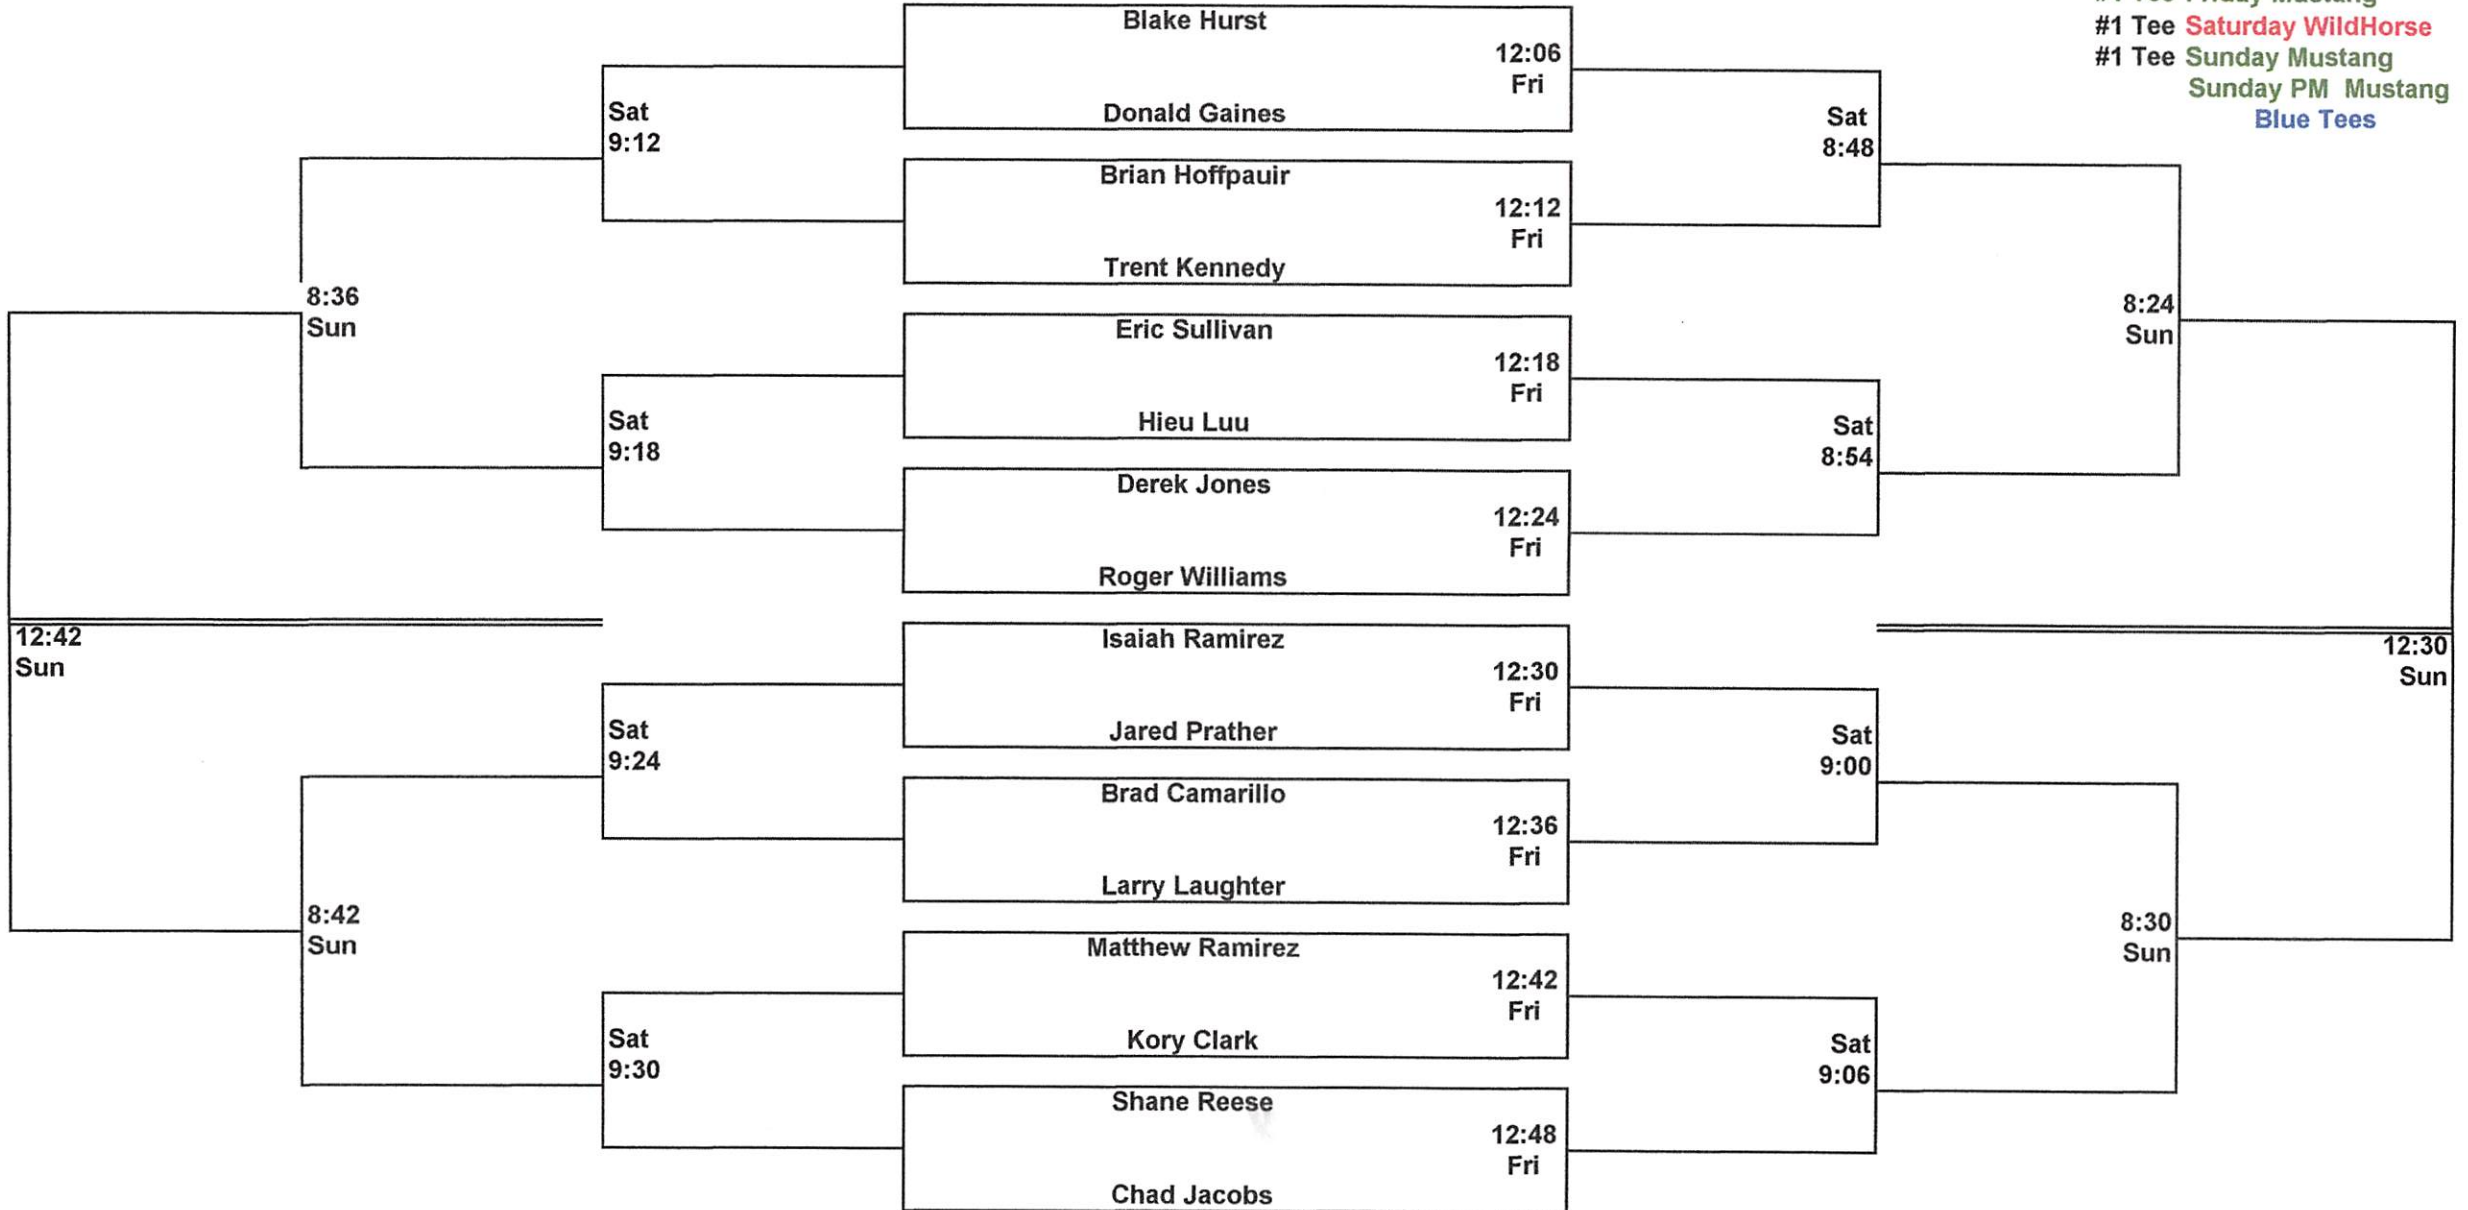 #1 Tee Friday Mustang
#1 Tee Saturday WildHorse
#1 Tee Sunday Mustang
Sunday PM Mustang
Blue Tees
Blake Hurst
12:06
Fri
Donald Gaines
Brian Hoffpauir
12:12
Fri
Trent Kennedy
Eric Sullivan
12:18
Fri
Hieu Luu
Derek Jones
12:24
Fri
Roger Williams
Isaiah Ramirez
12:30
Fri
Jared Prather
Brad Camarillo
12:36
Fri
Larry Laughter
Matthew Ramirez
12:42
Fri
Kory Clark
Shane Reese
12:48
Fri
Chad Jacobs
Sat
9:12
Sat
9:18
Sat
9:24
Sat
9:30
8:36
Sun
8:42
Sun
12:42
Sun
Sat
8:48
Sat
8:54
Sat
9:00
Sat
9:06
8:24
Sun
8:30
Sun
12:30
Sun